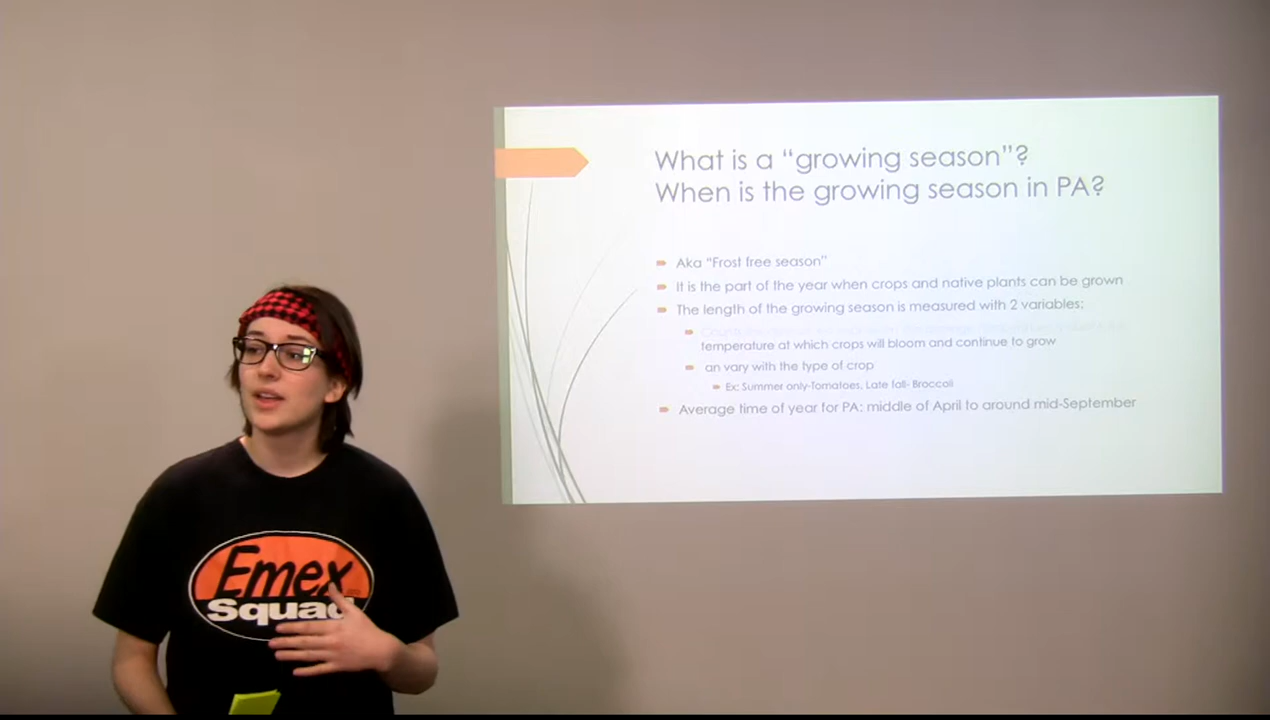 What is a “growing season”?
When is the growing season in PA?
Aka “Frost free season”
It is the part of the year when crops and native plants can be grown
The length of the growing season is measured with 2 variables:
temperature at which crops will bloom and continue to grow
an vary with the type of crop
Ex: Summer only-Tomatoes, Late fall- Broccoli
Average time of year for PA: middle of April to around mid-September
Emex
Squad